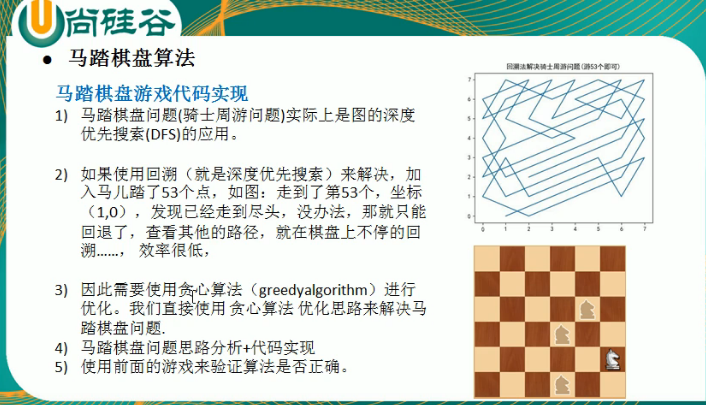 尚硅谷
● 马踏棋盘算法
马踏棋盘游戏代码实现
1) 马踏棋盘问题(骑士周游问题)实际上是图的深度
优先搜索(DFS)的应用。
2) 如果使用回溯（就是深度优先搜索）来解决，加
入马儿踏了53个点，如图：走到了第53个，坐标
（1,0），发现已经走到尽头，没办法，那就只能
回退了，查看其他的路径，就在棋盘上不停的回
溯……， 效率很低，
3) 因此需要使用贪心算法（greedyalgorithm）进行
优化。我们直接使用 贪心算法 优化思路来解决马
踏棋盘问题.
4) 马踏棋盘问题思路分析+代码实现
5) 使用前面的游戏来验证算法是否正确。
回溯法解决骑士周游问题(游53个即可)
7
6
5
4
3
2
1
0
0 1 2 3 4 5 6 7